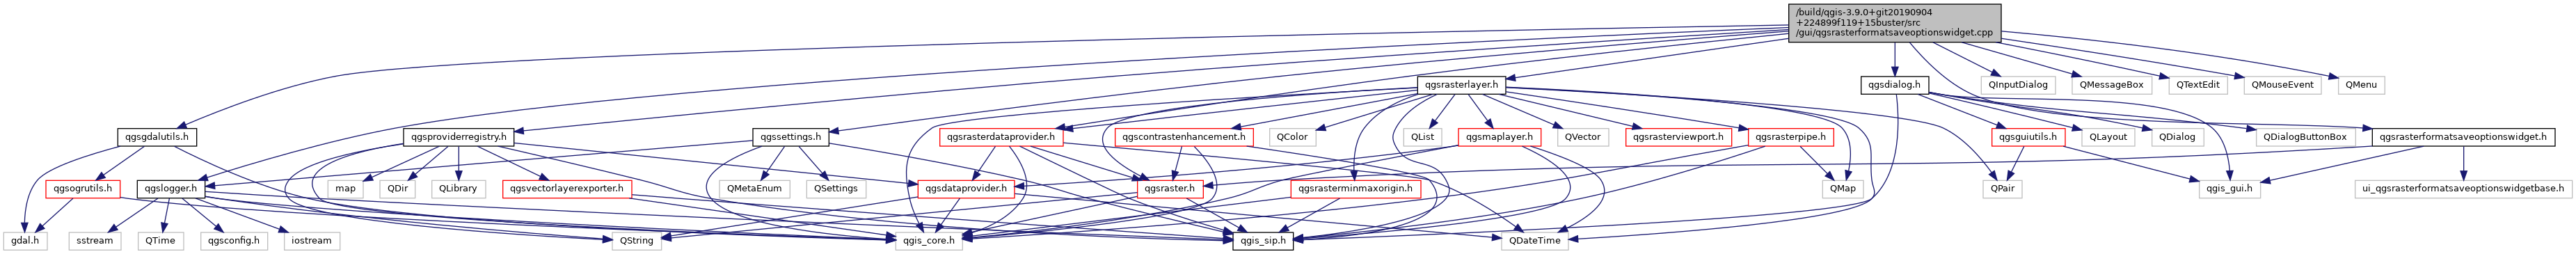 /build/qgis-3.9.0+git20190904
+224899f119+15buster/src
/gui/qgsrasterformatsaveoptionswidget.cpp
qgsrasterlayer.h
qgsdialog.h
QInputDialog
QMessageBox
QTextEdit
QMouseEvent
QMenu
qgsgdalutils.h
qgsproviderregistry.h
qgssettings.h
qgsrasterdataprovider.h
qgscontrastenhancement.h
QColor
QList
qgsmaplayer.h
QVector
qgsrasterviewport.h
qgsrasterpipe.h
qgsguiutils.h
QLayout
QDialog
QDialogButtonBox
qgsrasterformatsaveoptionswidget.h
qgsogrutils.h
qgslogger.h
map
QDir
QLibrary
qgsvectorlayerexporter.h
QMetaEnum
QSettings
qgsdataprovider.h
qgsraster.h
qgsrasterminmaxorigin.h
QMap
QPair
qgis_gui.h
ui_qgsrasterformatsaveoptionswidgetbase.h
gdal.h
sstream
QTime
qgsconfig.h
iostream
QString
qgis_core.h
qgis_sip.h
QDateTime